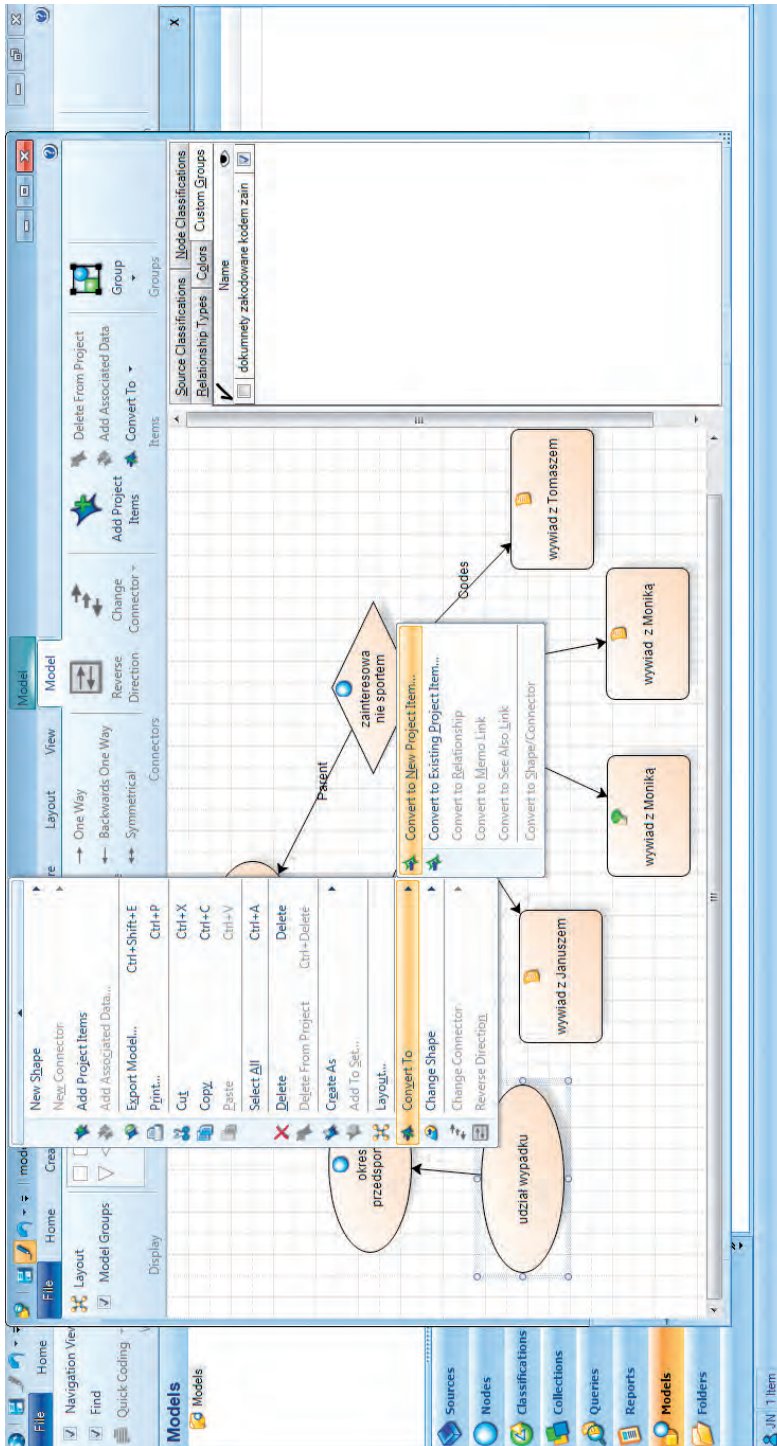 File
Home
Navigation View
Find
Quick Coding
Models
Models
Sources
Nodes
Classifications
Collections
Queries
Reports
Models
Folders
JN 1 Item
Model
File
Home
Crea
Layout
View
Model
Layout
Model Groups
Display
One Way
Backwards One Way
Symmetrical
Reverse Direction
Change Connector
Connectors
Add Project Items
Delete From Project
Add Associated Data
Convert To
Items
Group
Groups
New Shape
New Connector
Add Project Items
Add Associated Data...
Export Model... Ctrl+Shift+E
Print... Ctrl+P
Cut Ctrl+X
Copy Ctrl+C
Paste Ctrl+V
Select All Ctrl+A
Delete Delete
Delete From Project Ctrl+Delete
Create As
Add To Set...
Layout...
Convert To
Change Shape
Change Connector
Reverse Direction
Convert to New Project Item...
Convert to Existing Project Item...
Convert to Relationship
Convert to Memo Link
Convert to See Also Link
Convert to Shape/Connector
okres
przedspor
udział wypadku
Parent
zainteresowa
nie sportem
Codes
wywiad z Januszem
wywiad z Moniką
wywiad z Moniką
wywiad z Tomaszem
Source Classifications
Node Classifications
Relationship Types
Colors
Custom Groups
Name
dokumnety zakodowane kodem zain